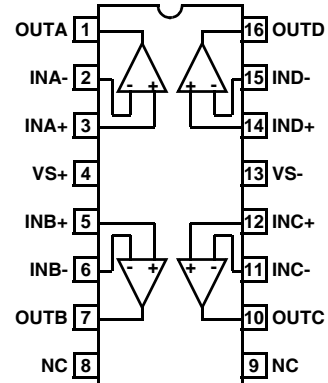 OUTA 1 16 OUTD
INA- 2 - + + - 15 IND-
INA+ 3 14 IND+
VS+ 4 13 VS-
INB+ 5 12 INC+
INB- 6 - + + - 11 INC-
OUTB 7 10 OUTC
NC 8 9 NC